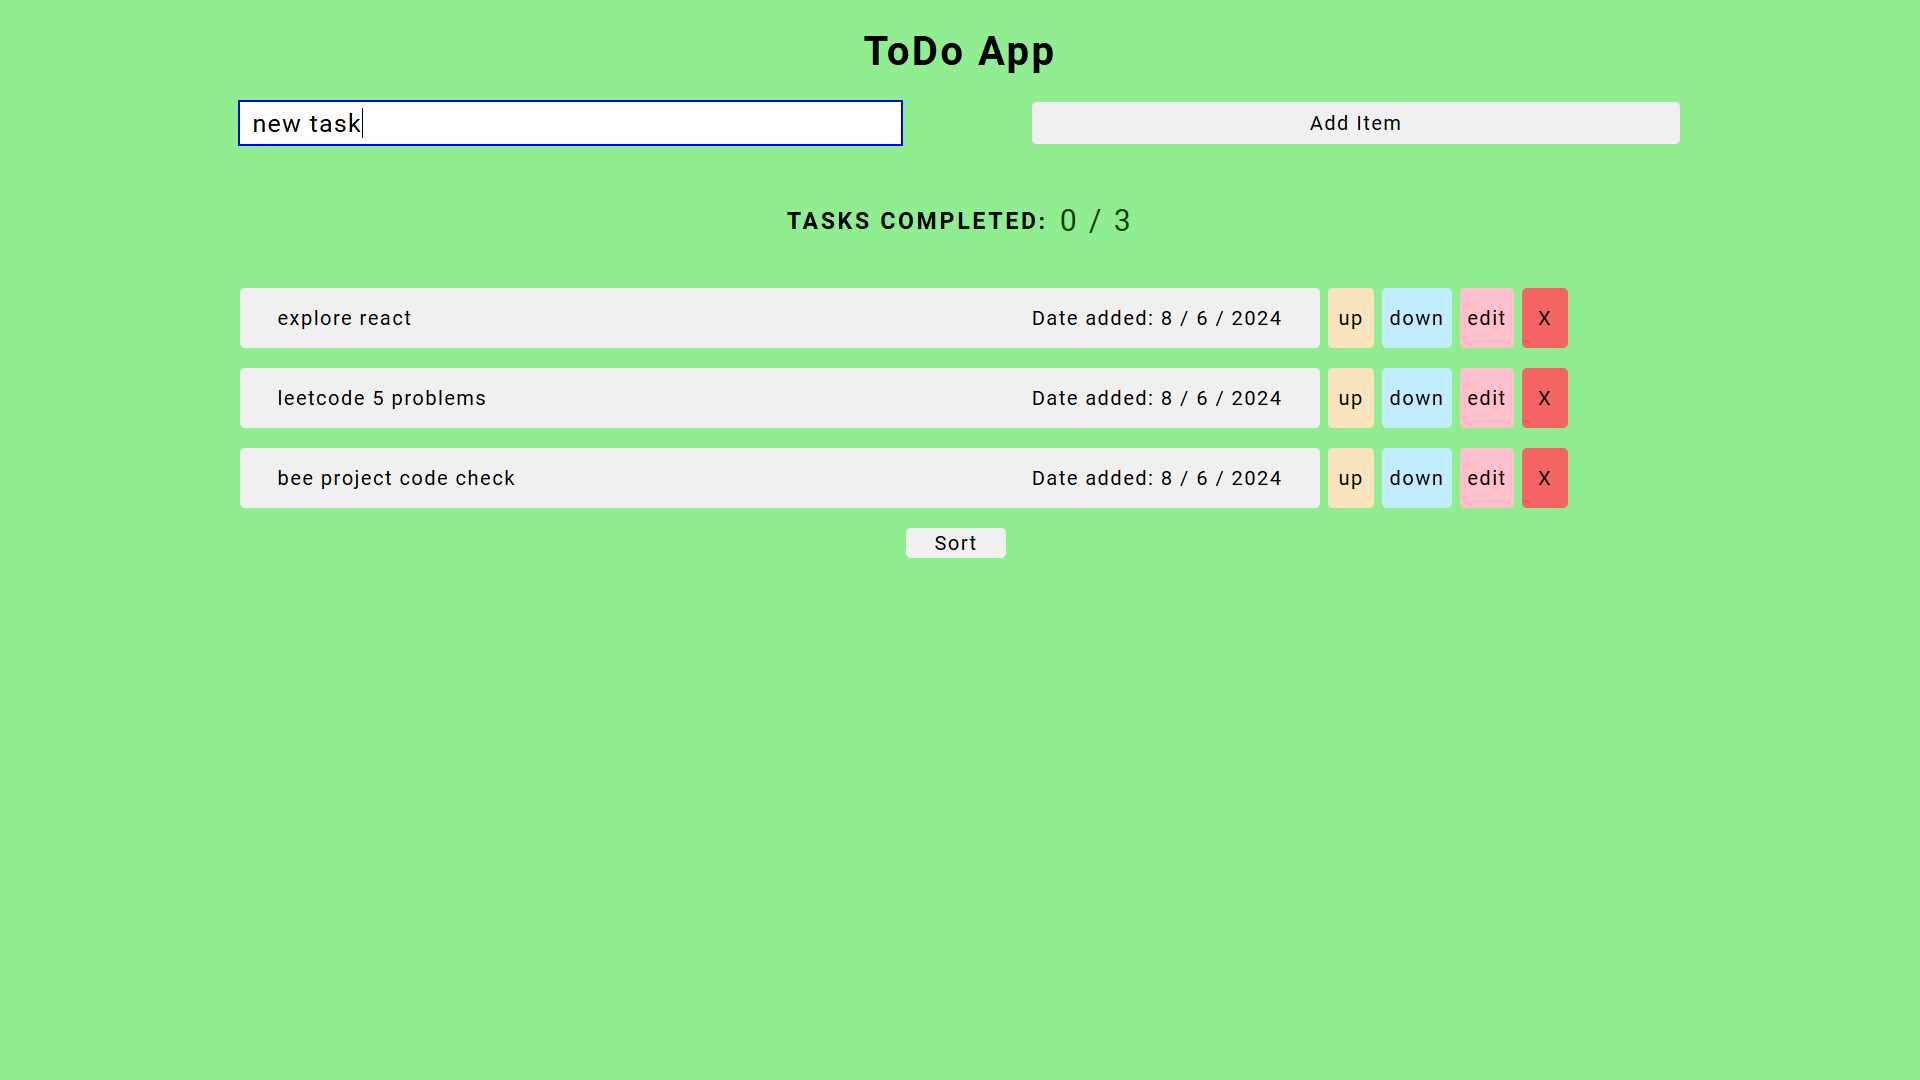 ToDo App
new task
Add Item
TASKS COMPLETED: 0 / 3
explore react Date added: 8 / 6 / 2024 up down edit X
leetcode 5 problems Date added: 8 / 6 / 2024 up down edit X
bee project code check Date added: 8 / 6 / 2024 up down edit X
Sort